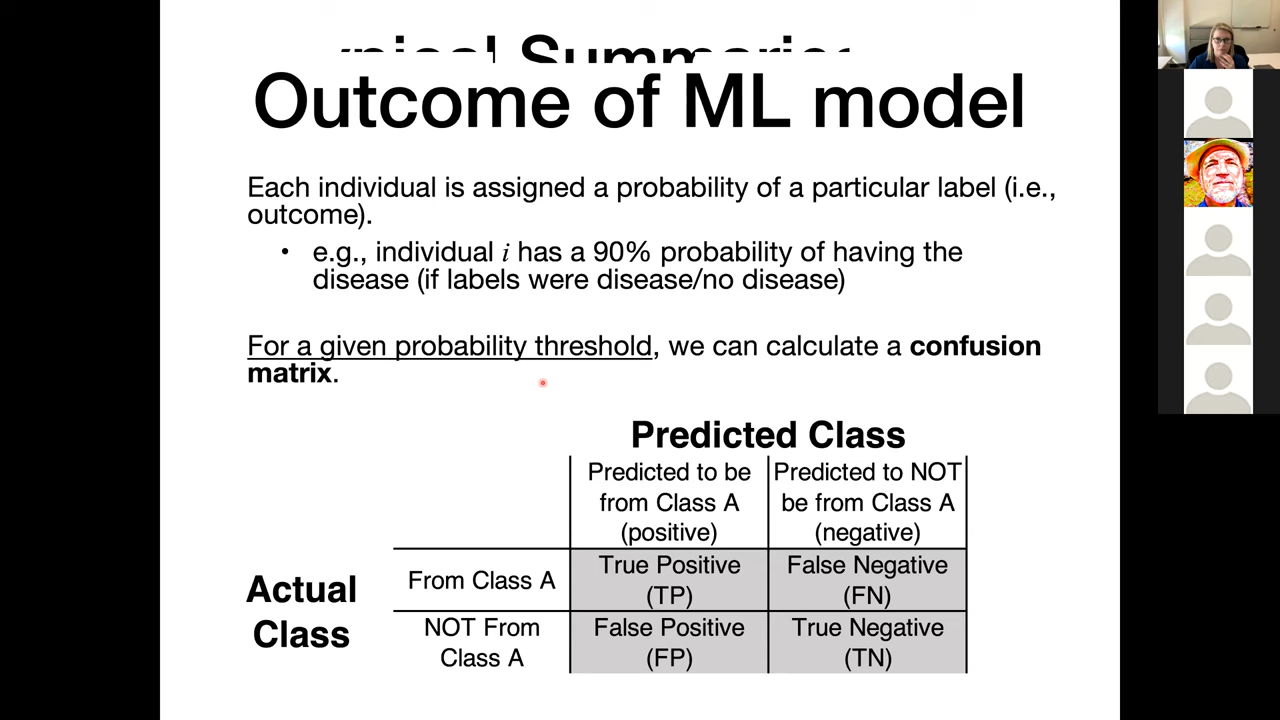 Outcome of ML model
Each individual is assigned a probability of a particular label (i.e.,
outcome).
• e.g., individual i has a 90% probability of having the
disease (if labels were disease/no disease)
For a given probability threshold, we can calculate a confusion
matrix.
Predicted Class
Predicted to be
from Class A
(positive)
Predicted to NOT
be from Class A
(negative)
Actual
Class
From Class A
True Positive
(TP)
False Negative
(FN)
NOT From
Class A
False Positive
(FP)
True Negative
(TN)